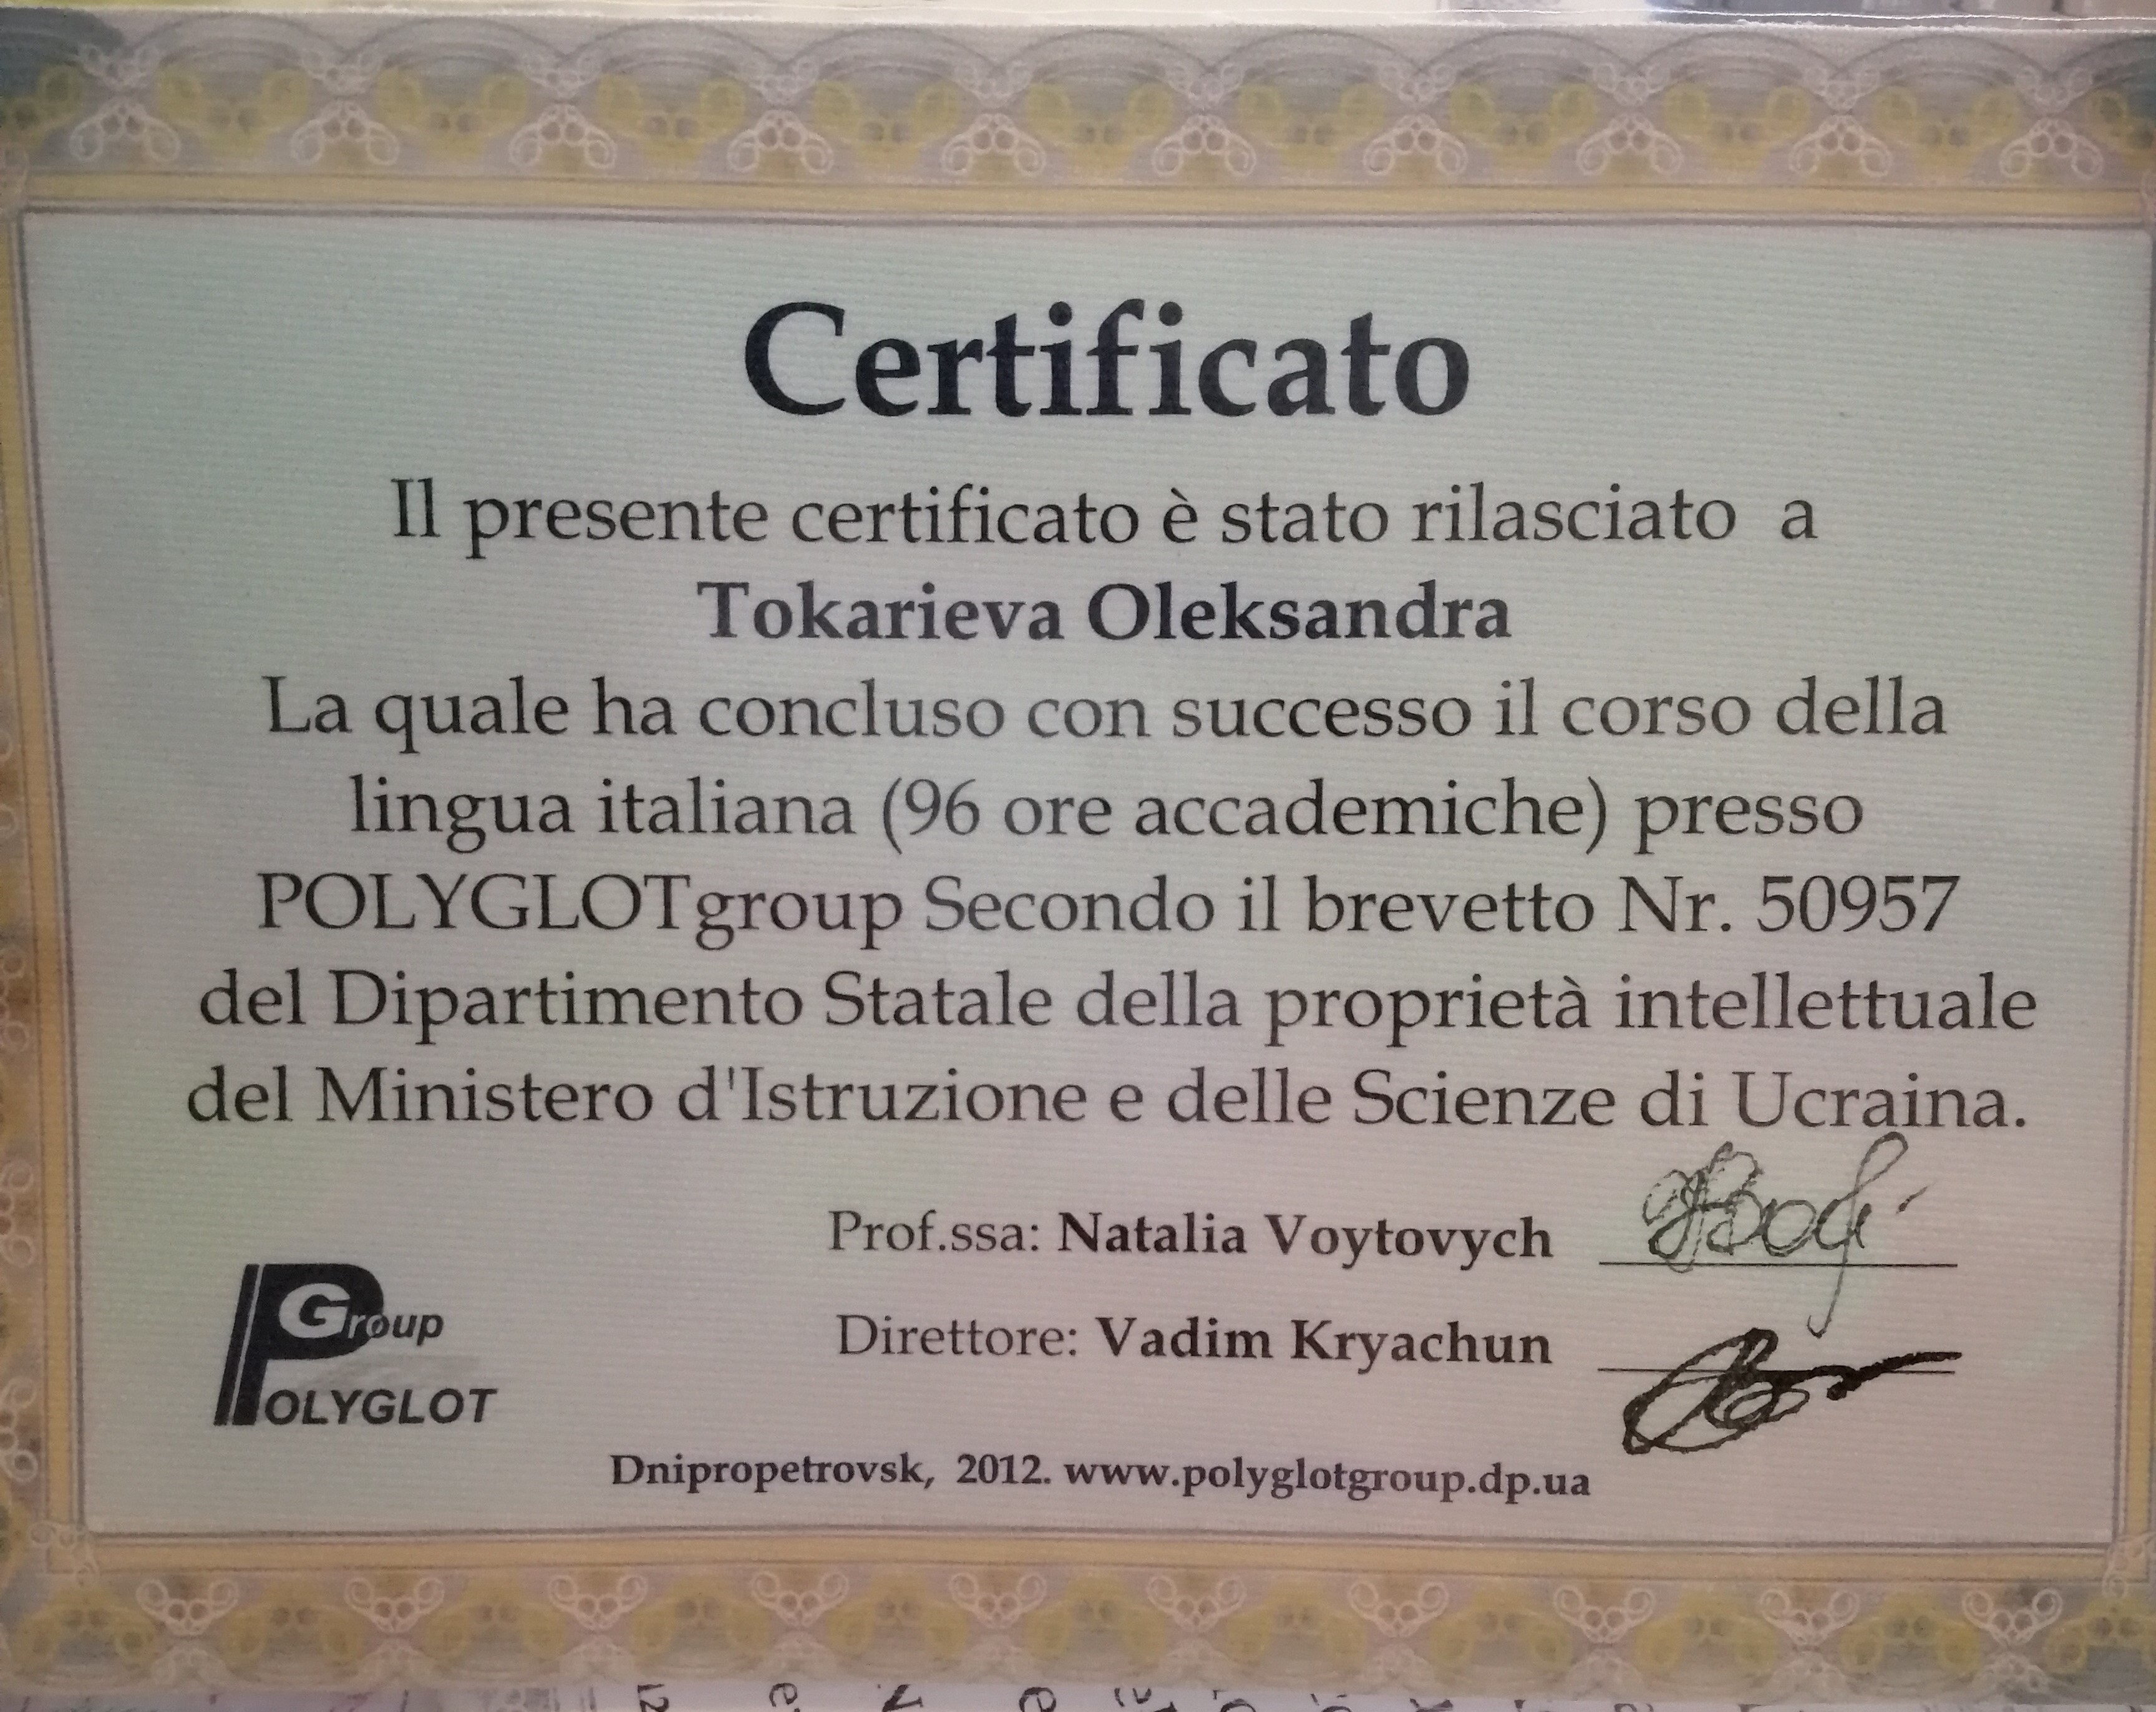 Certificato
Il presente certificato è stato rilasciato a
Tokarieva Oleksandra
La quale ha concluso con successo il corso della
lingua italiana (96 ore accademiche) presso
POLYGLOTgroup Secondo il brevetto Nr. 50957
del Dipartimento Statale della proprietà intellettuale
del Ministero d'Istruzione e delle Scienze di Ucraina.
Prof.ssa: Natalia Voytovych
Direttore: Vadim Kryachun
Group
POLYGLOT
Dnipropetrovsk, 2012. www.polyglotgroup.dp.ua